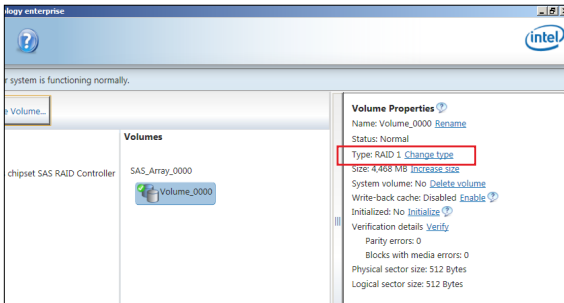 ology enterprise
intel
r system is functioning normally.
e Volume...
Volumes
chipset SAS RAID Controller
SAS_Array_0000
Volume_0000
Volume Properties
Name: Volume_0000 Rename
Status: Normal
Type: RAID 1 Change type
Size: 4,468 MB Increase size
System volume: No Delete volume
Write-back cache: Disabled Enable
Initialized: No Initialize
Verification details Verify
Parity errors: 0
Blocks with media errors: 0
Physical sector size: 512 Bytes
Logical sector size: 512 Bytes